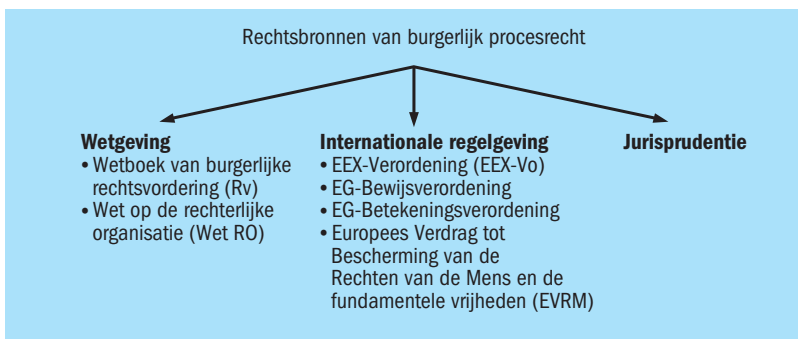 Rechtsbronnen van burgerlijk procesrecht
Wetgeving
• Wetboek van burgerlijke
rechtsvordering (Rv)
• Wet op de rechterlijke
organisatie (Wet RO)
Internationale regelgeving
• EEX-Verordening (EEX-Vo)
• EG-Bewijsverordening
• EG-Betekeningsverordening
• Europees Verdrag tot
Bescherming van de
Rechten van de Mens en de
fundamentele vrijheden (EVRM)
Jurisprudentie